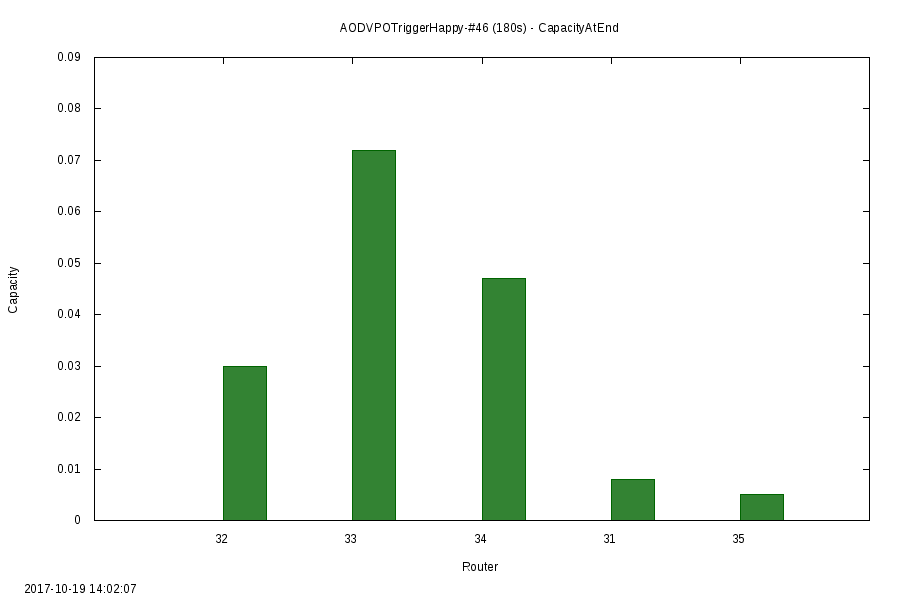 AODVPOTriggerHappy-#46 (180s) - CapacityAtEnd
0.09
0.08
0.07
0.06
0.05
0.04
0.03
0.02
0.01
0
Capacity
32 33 34 31 35
Router
2017-10-19 14:02:07